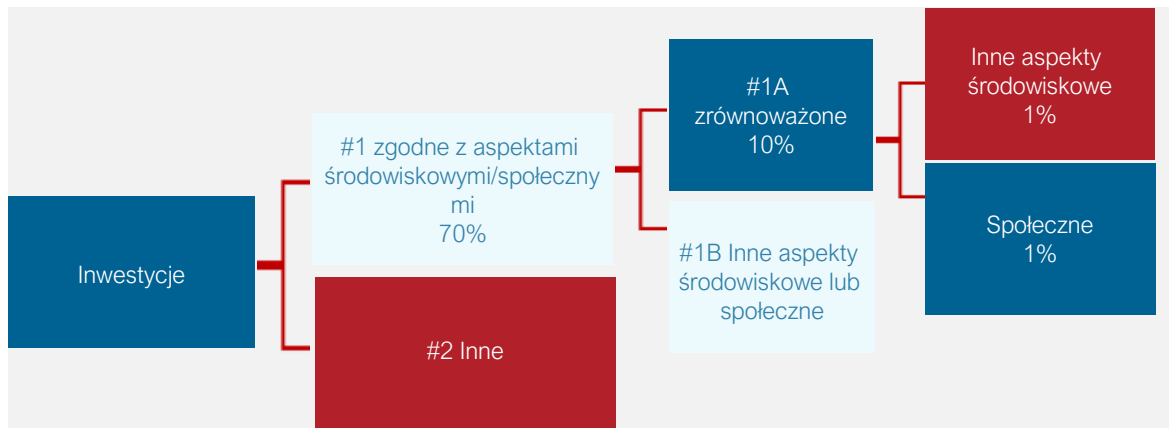 Inwestycje
#1 zgodne z aspektami
środowiskowymi/społeczny
mi
70%
#2 Inne
#1A
zrównoważone
10%
#1B Inne aspekty
środowiskowe lub
społeczne
Inne aspekty
środowiskowe
1%
Społeczne
1%